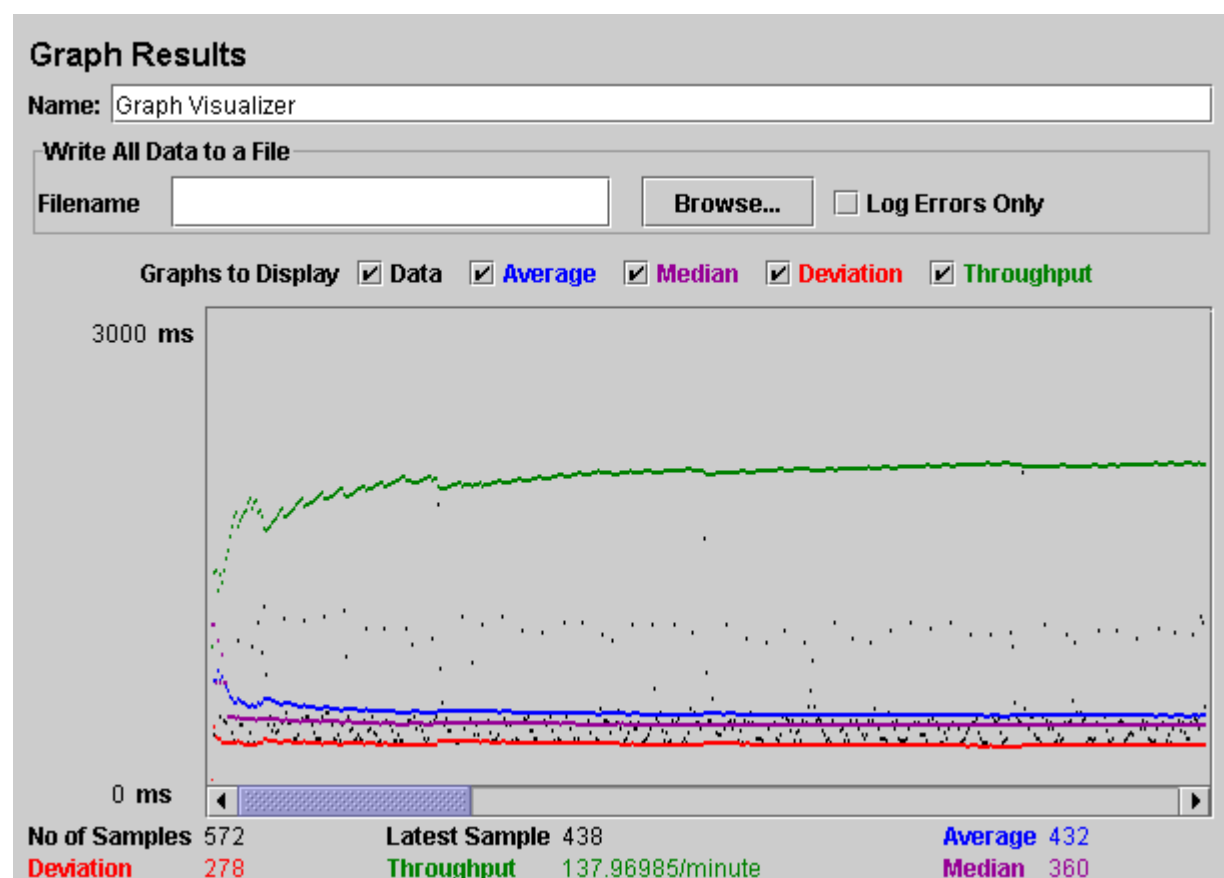 Graph Results
Name: Graph Visualizer
Write All Data to a File
Filename Browse... Log Errors Only
Graphs to Display Data Average Median Deviation Throughput
3000 ms
0 ms
No of Samples 572 Latest Sample 438 Average 432
Deviation 278 Throughput 137.96985/minute Median 360